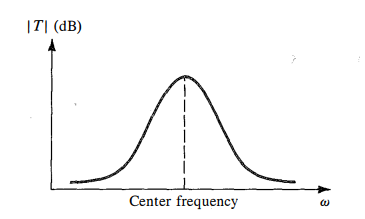 |T| (dB)
Center frequency
ω